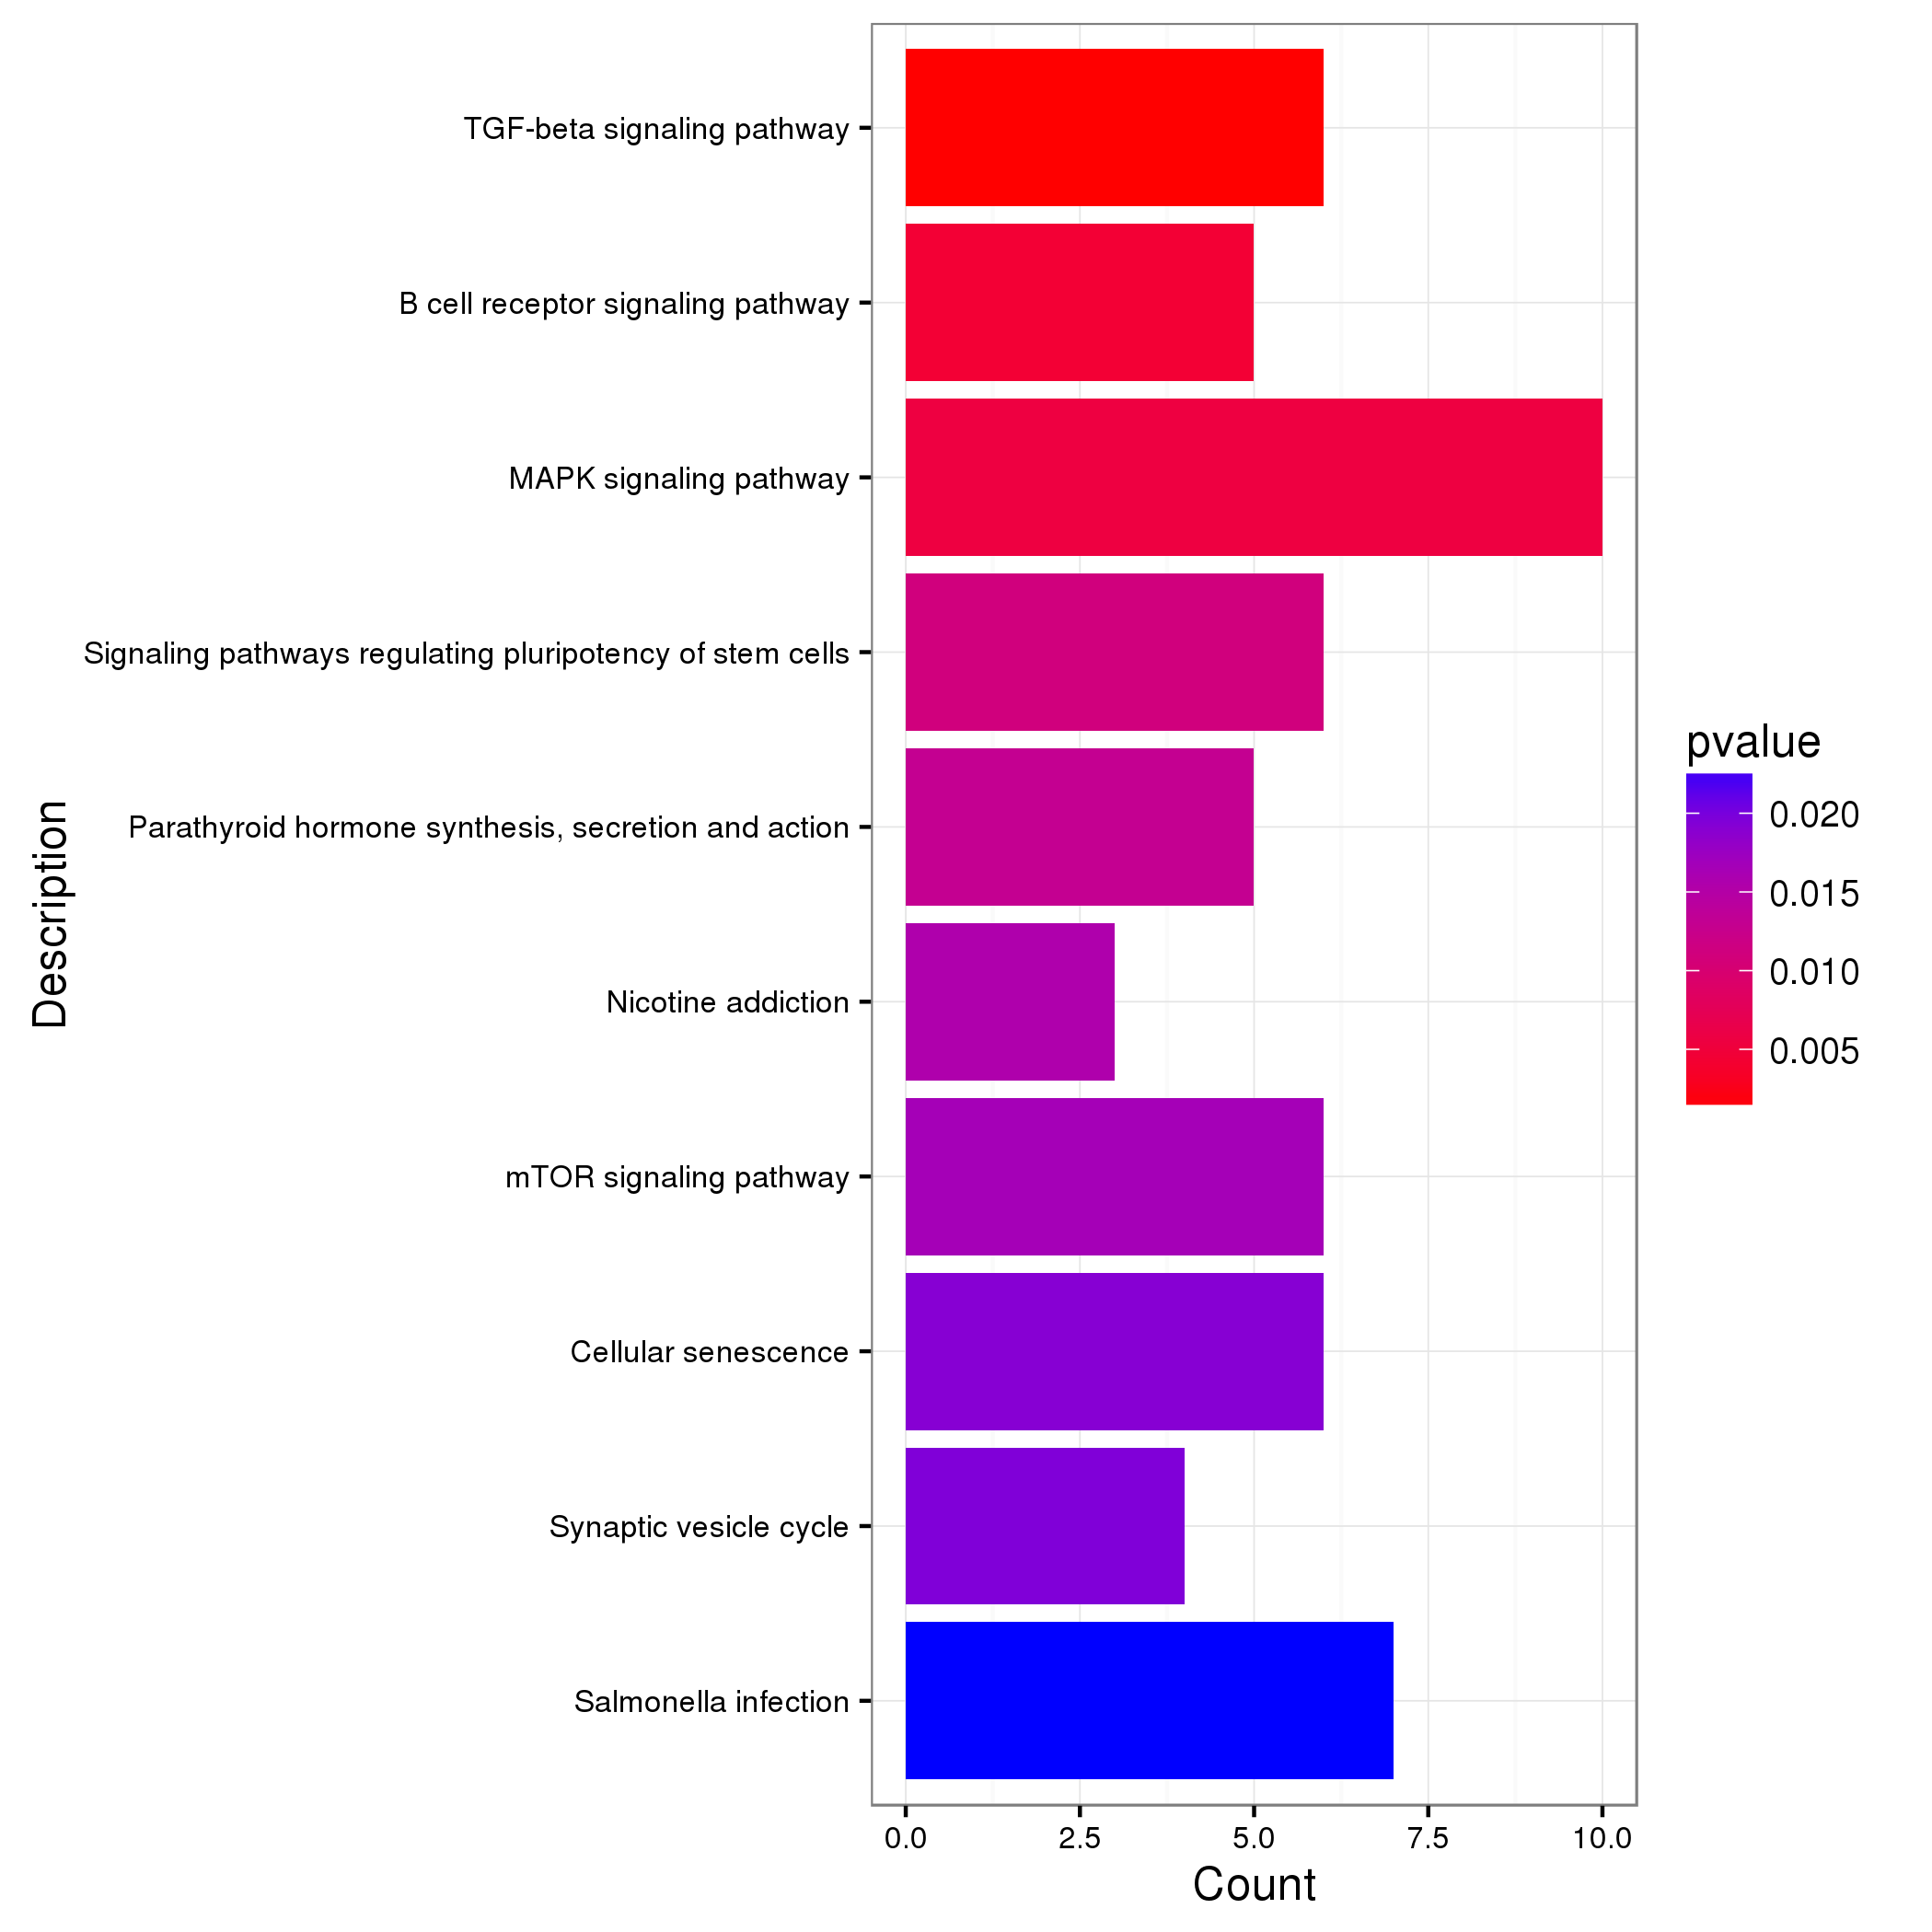 TGF-beta signaling pathway
B cell receptor signaling pathway
MAPK signaling pathway
Signaling pathways regulating pluripotency of stem cells
Parathyroid hormone synthesis, secretion and action
Nicotine addiction
mTOR signaling pathway
Cellular senescence
Synaptic vesicle cycle
Salmonella infection
Description
0.0 2.5 5.0 7.5 10.0
Count
pvalue
0.020
0.015
0.010
0.005